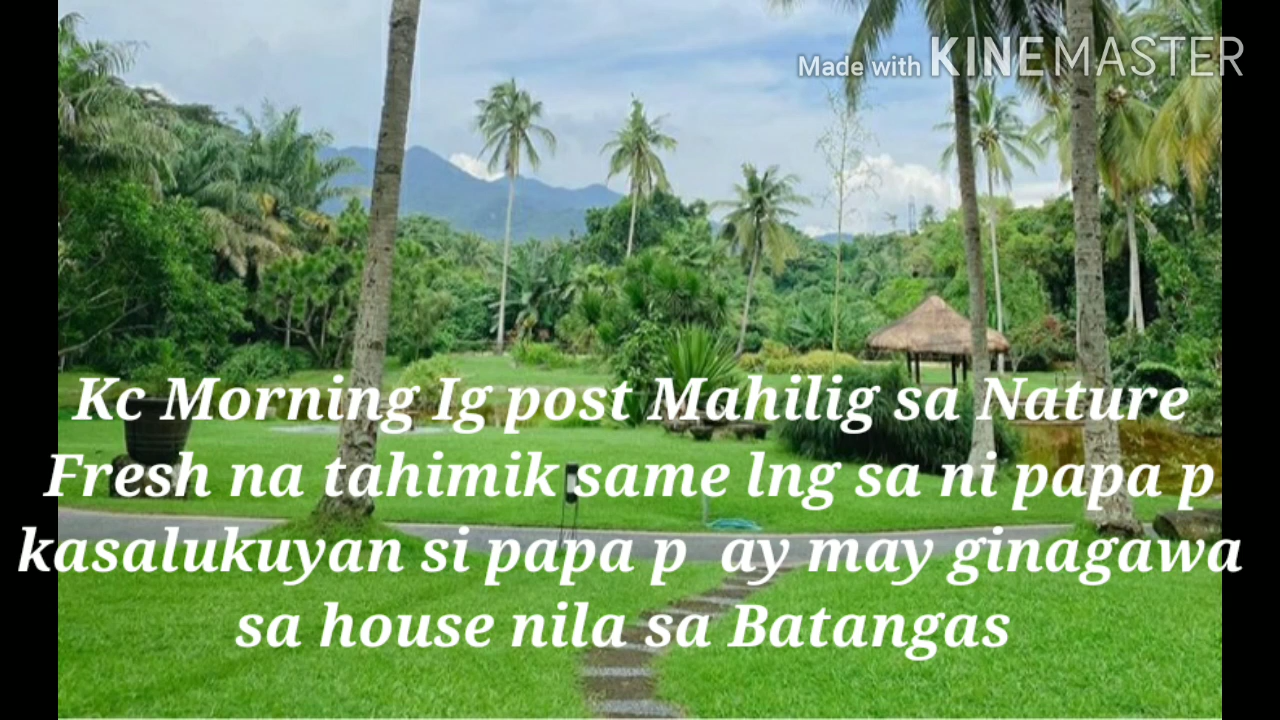 Made with KINEMASTER
Kc Morning Ig post Mahilig sa Nature
Fresh na tahimik same lng sa ni papa p
kasalukuyan si papa p ay may ginagawa
sa house nila sa Batangas